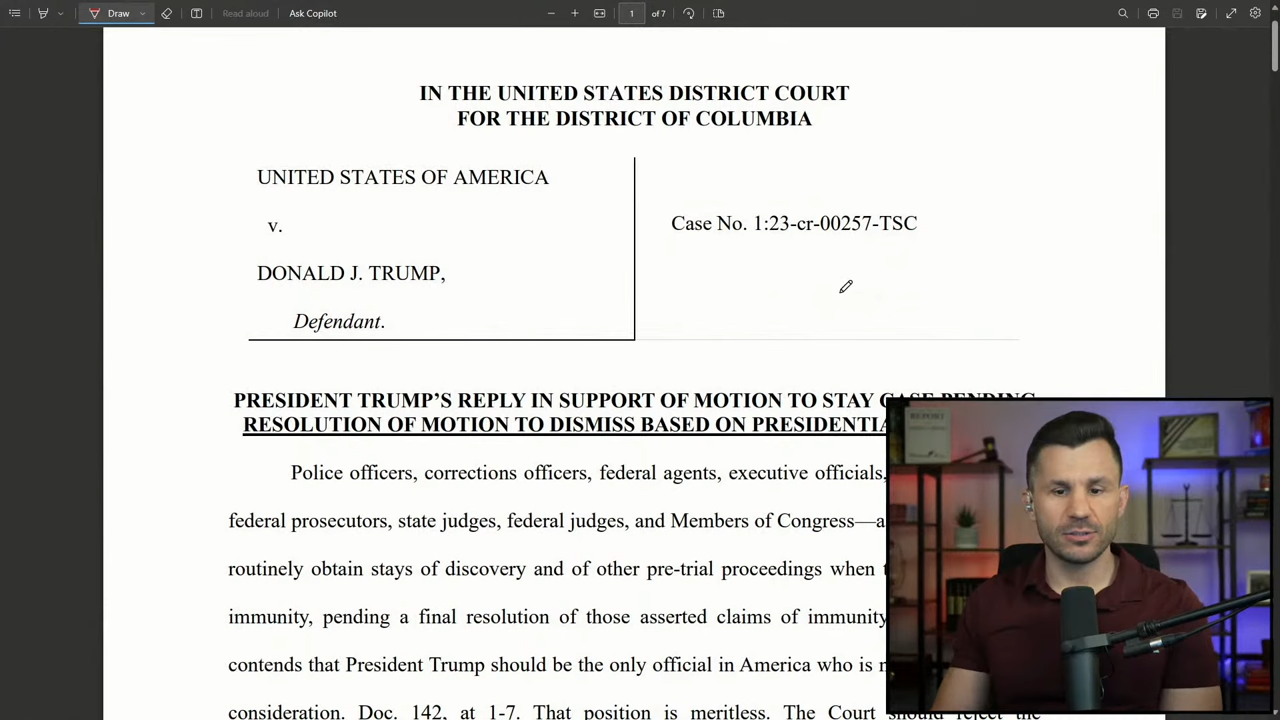 Draw
Read aloud
Ask Copilot
1 of 7
IN THE UNITED STATES DISTRICT COURT
FOR THE DISTRICT OF COLUMBIA
UNITED STATES OF AMERICA
v.
DONALD J. TRUMP,
Defendant.
Case No. 1:23-cr-00257-TSC
PRESIDENT TRUMP’S REPLY IN SUPPORT OF MOTION TO STAY CASE PENDING
RESOLUTION OF MOTION TO DISMISS BASED ON
Police officers, corrections officers, federal agents, executive officials,
federal prosecutors, state judges, federal judges, and Members of Congress—
routinely obtain stays of discovery and of other pre-trial proceedings when
immunity, pending a final resolution of those asserted claims of immunity
contends that President Trump should be the only official in America who is
consideration. Doc. 142, at 1-7. That position is meritless. The Court should reject the
REPORT